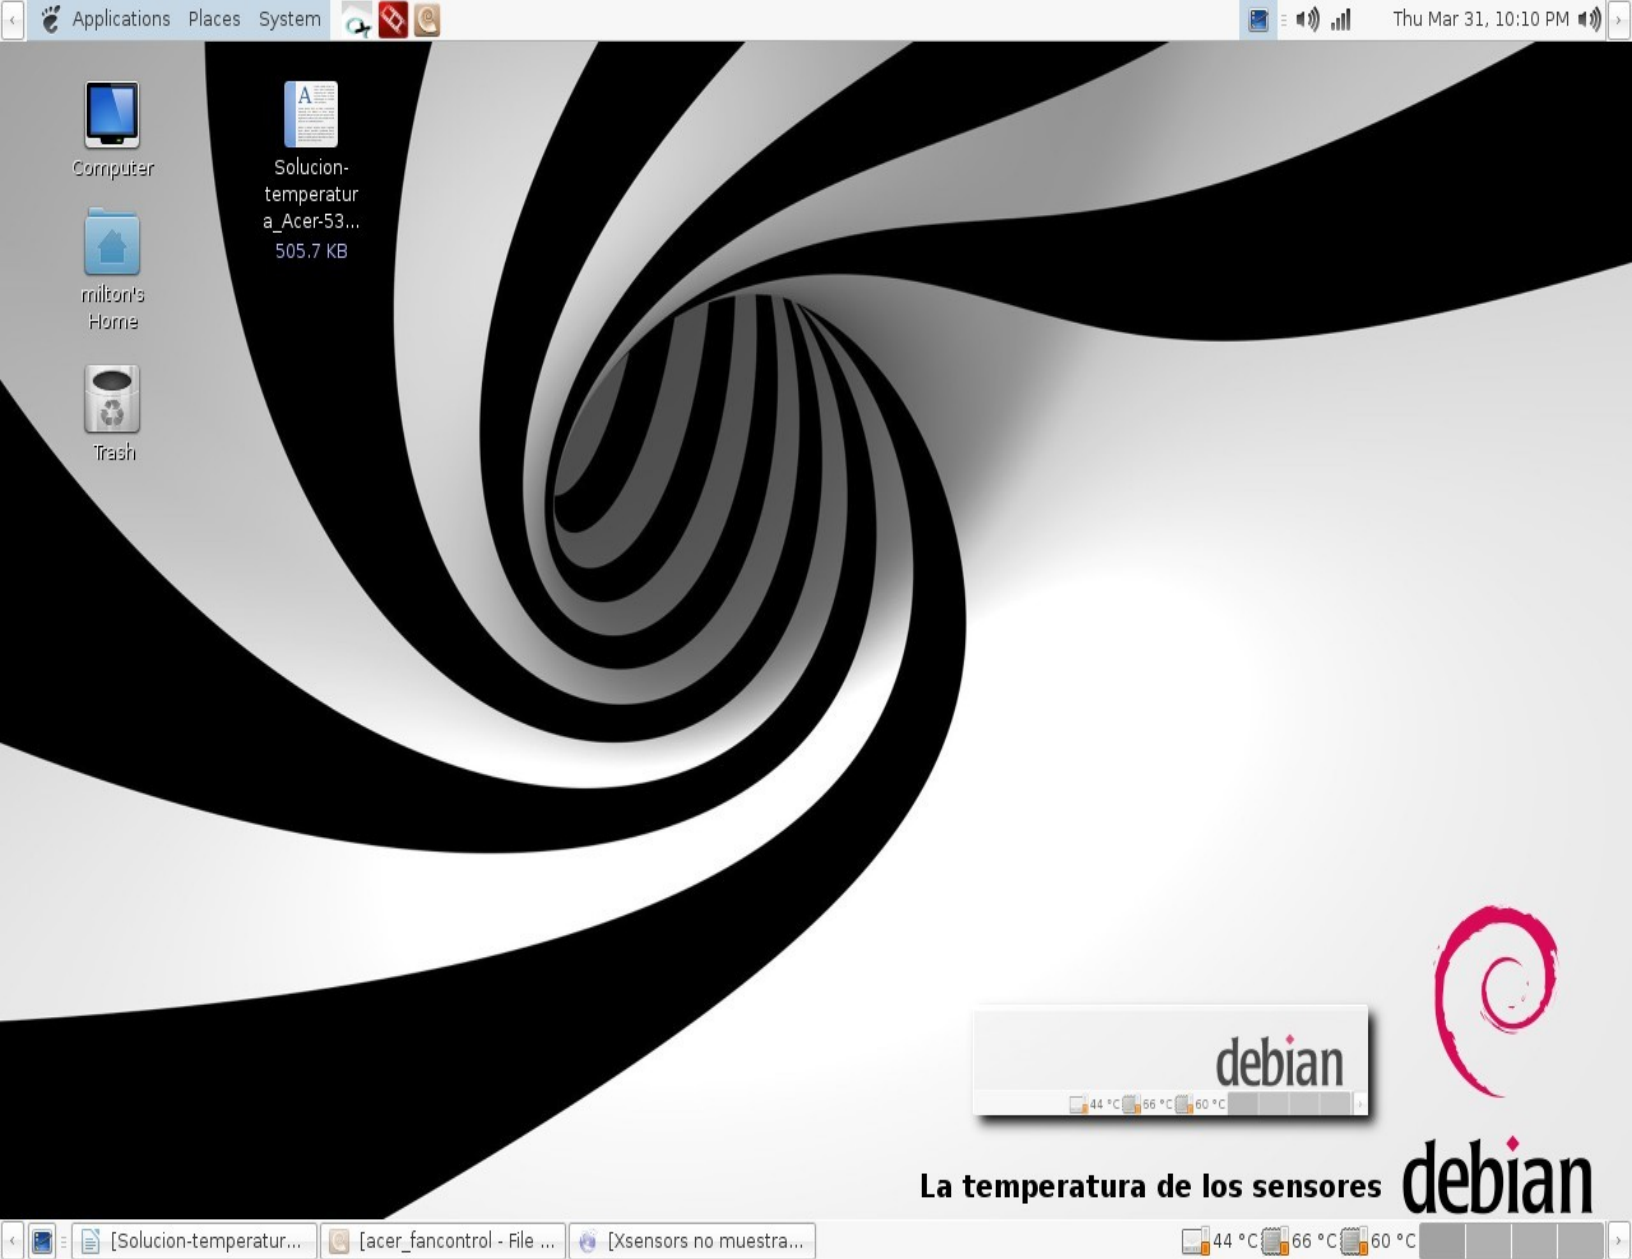 Applications Places System
Thu Mar 31, 10:10 PM
Computer
milton's
Home
Trash
A
Solucion-
temperatur
a_Acer-53...
505.7 KB
debian
44 °C 66 °C 60 °C
La temperatura de los sensores
debian
[Solucion-temperatur... [acer_fancontrol - File ... [Xsensors no muestra...
44 °C 66 °C 60 °C